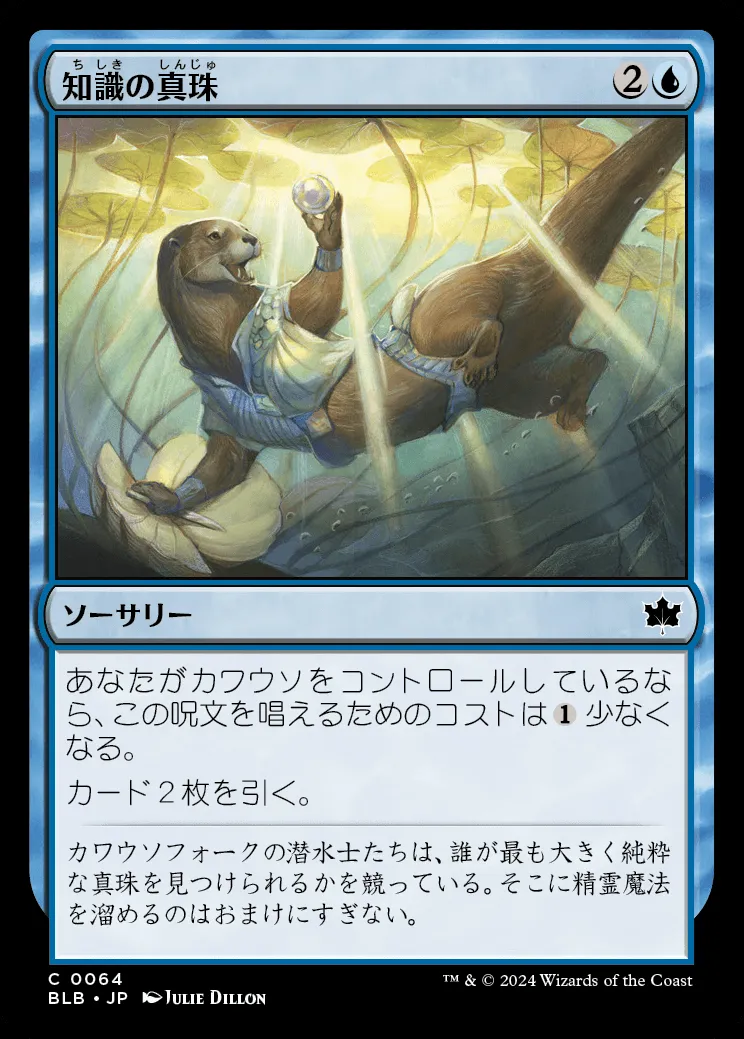 ちしき しんじゅ
知識の真珠 2
ソーサリー
あなたがカワウソをコントロールしているな
ら、この呪文を唱えるためのコストは 1 少なく
なる。
カード2枚を引く。
カワウソフォークの潜水士たちは、誰が最も大きく純粋
な真珠を見つけられるかを競っている。そこに精霊魔法
を溜めるのはおまけにすぎない。
C 0064
BLB • JP Julie Dillon
™ & © 2024 Wizards of the Coast